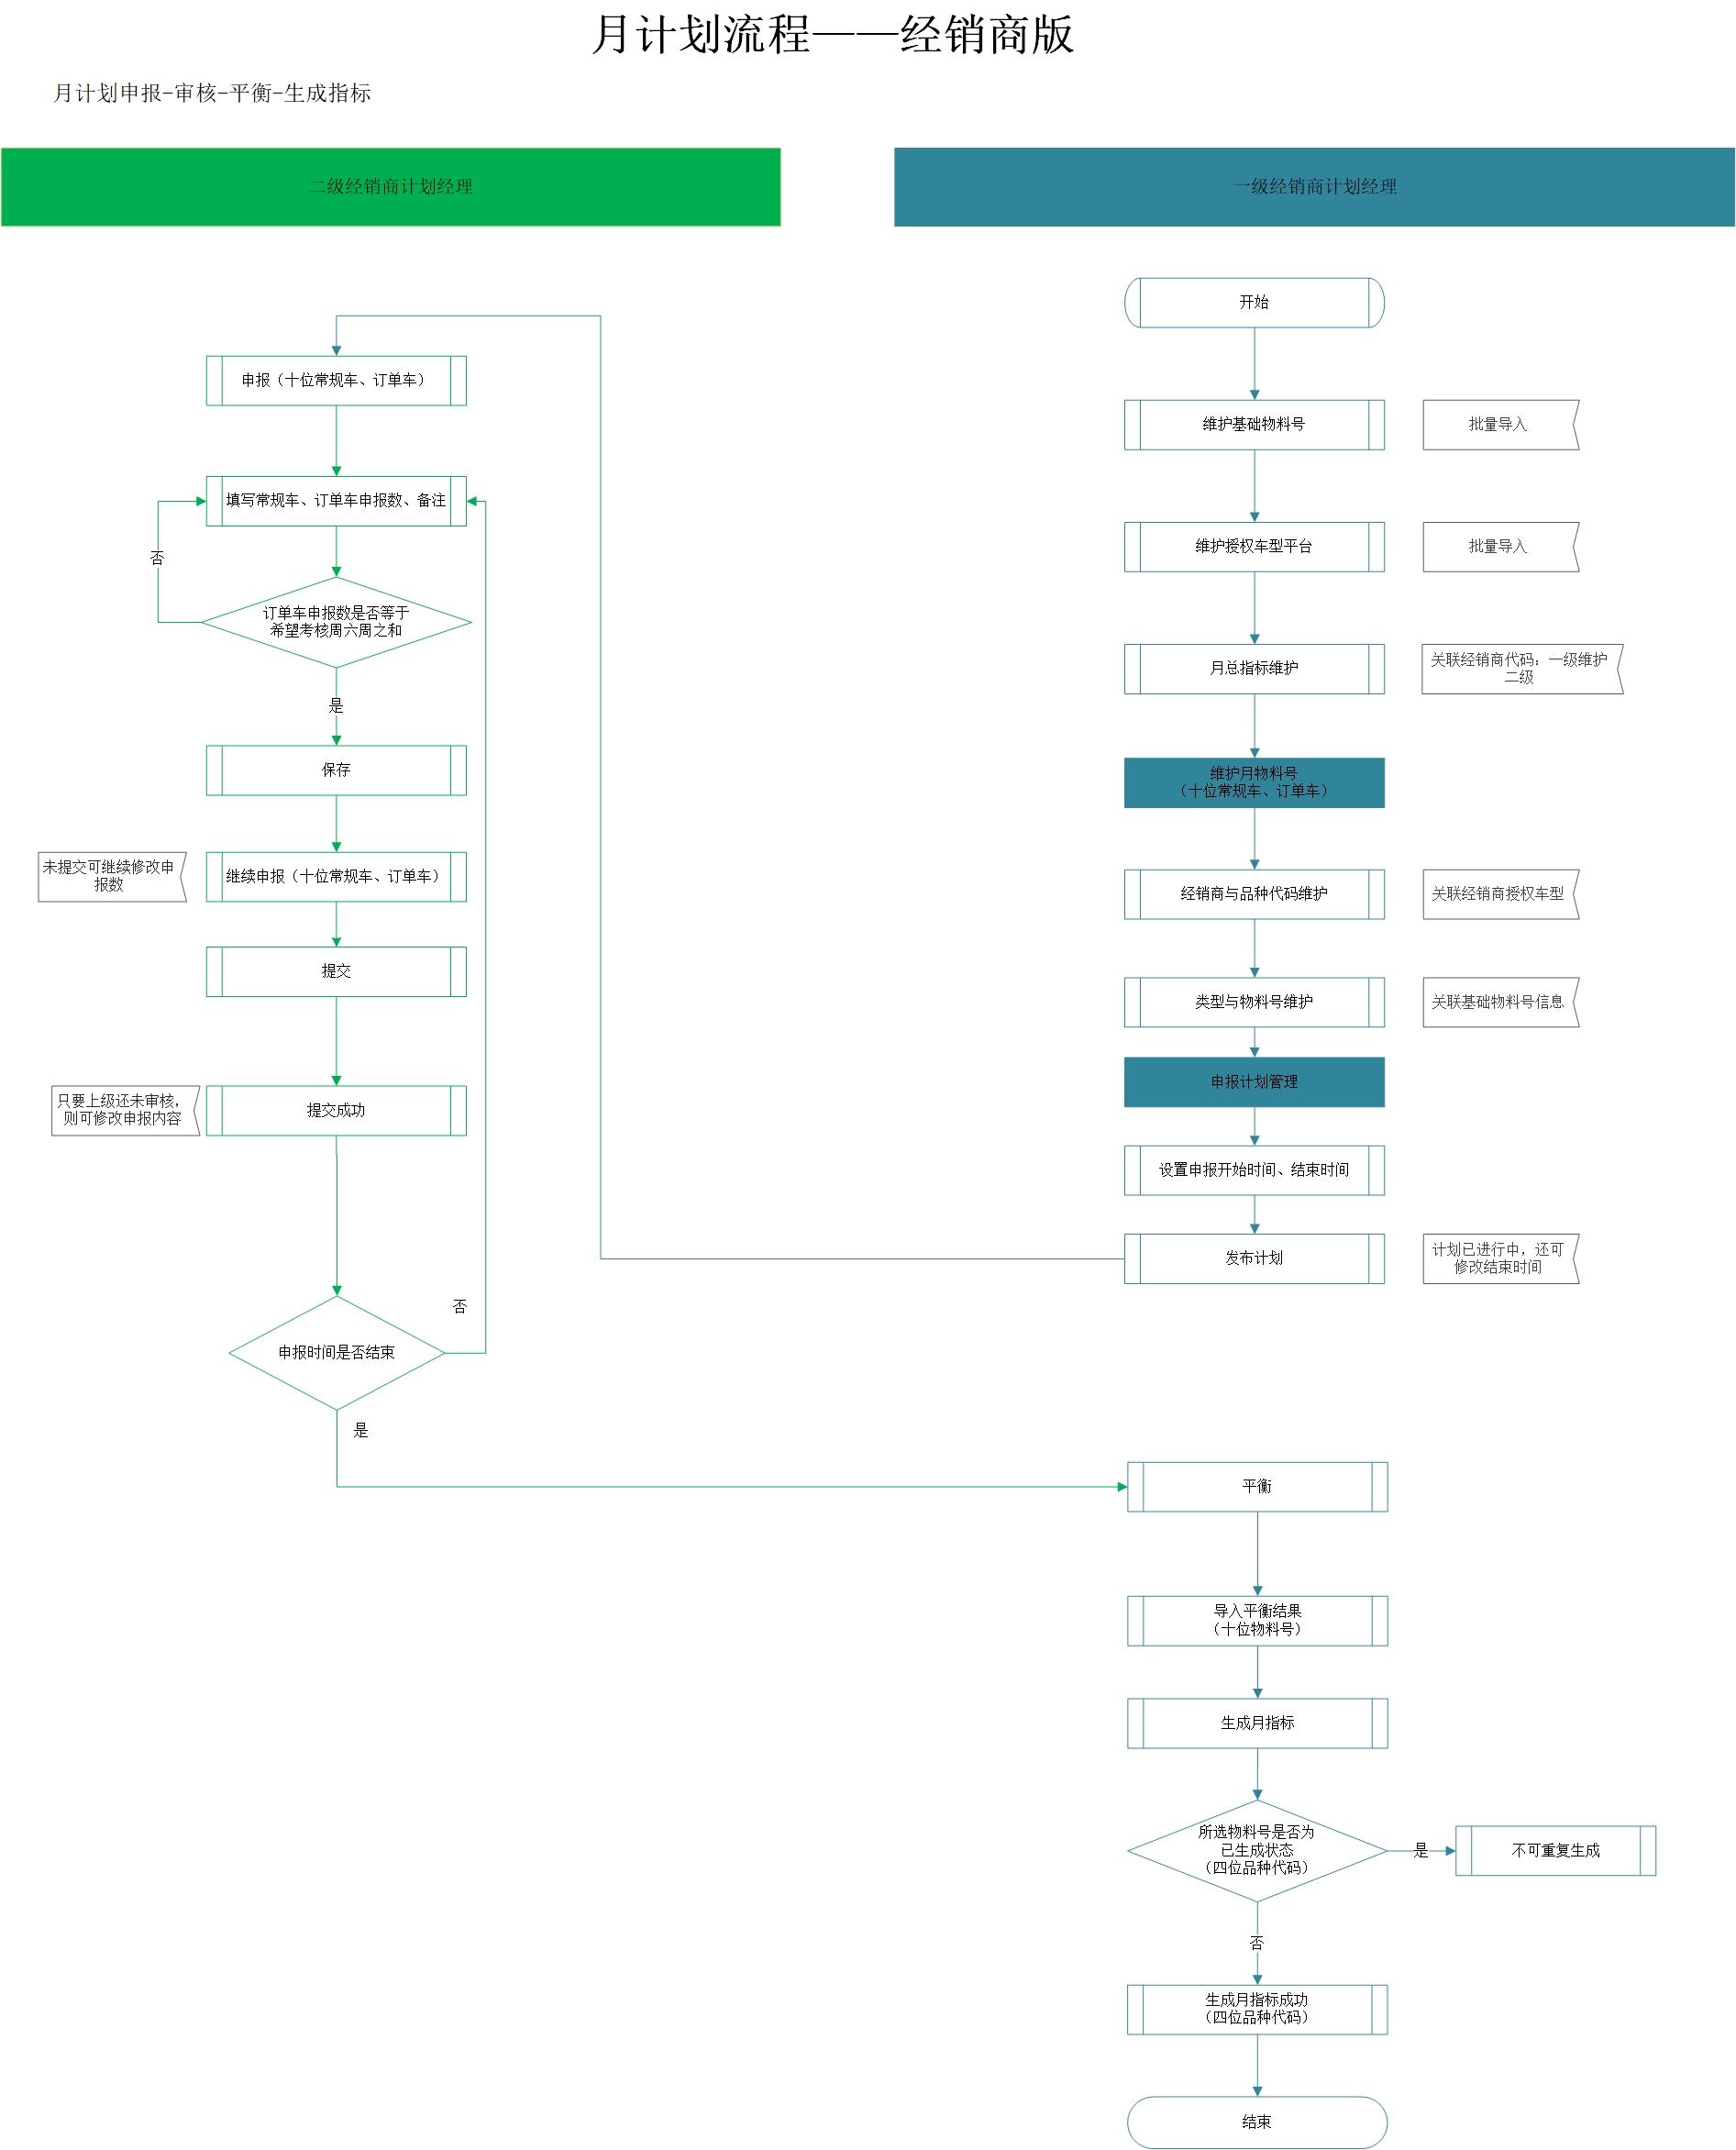 月计划流程——经销商版
月计划申报-审核-平衡-生成指标
二级经销商计划经理
一级经销商计划经理
申报（十位常规车、订单车）
填写常规车、订单车申报数、备注
否
订单车申报数是否等于
希望考核周六周之和
是
保存
未提交可继续修改申
报数
继续申报（十位常规车、订单车）
提交
只要上级还未审核，
则可修改申报内容
提交成功
否
申报时间是否结束
是
开始
维护基础物料号
批量导入
维护授权车型平台
批量导入
月总指标维护
关联经销商代码：一级维护
二级
维护月物料号
（十位常规车、订单车）
经销商与品种代码维护
关联经销商授权车型
类型与物料号维护
关联基础物料号信息
申报计划管理
设置申报开始时间、结束时间
发布计划
计划已进行中，还可
修改结束时间
平衡
导入平衡结果
（十位物料号）
生成月指标
所选物料号是否为
已生成状态
（四位品种代码）
是
不可重复生成
否
生成月指标成功
（四位品种代码）
结束